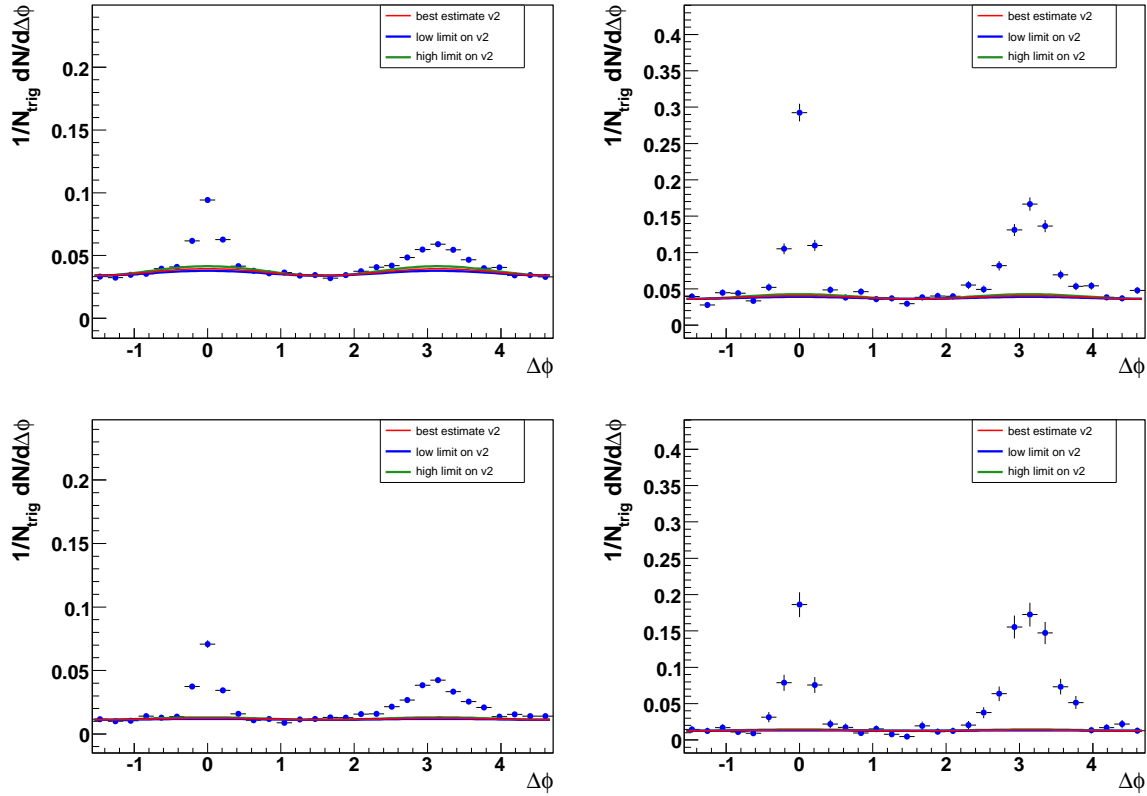 1/N_trig dN/dΔϕ
best estimate v2
low limit on v2
high limit on v2
0.2
0.15
0.1
0.05
0
-1 0 1 2 3 4
Δϕ
1/N_trig dN/dΔϕ
best estimate v2
low limit on v2
high limit on v2
0.4
0.35
0.3
0.25
0.2
0.15
0.1
0.05
0
-1 0 1 2 3 4
Δϕ
1/N_trig dN/dΔϕ
best estimate v2
low limit on v2
high limit on v2
0.2
0.15
0.1
0.05
0
-1 0 1 2 3 4
Δϕ
1/N_trig dN/dΔϕ
best estimate v2
low limit on v2
high limit on v2
0.4
0.35
0.3
0.25
0.2
0.15
0.1
0.05
0
-1 0 1 2 3 4
Δϕ